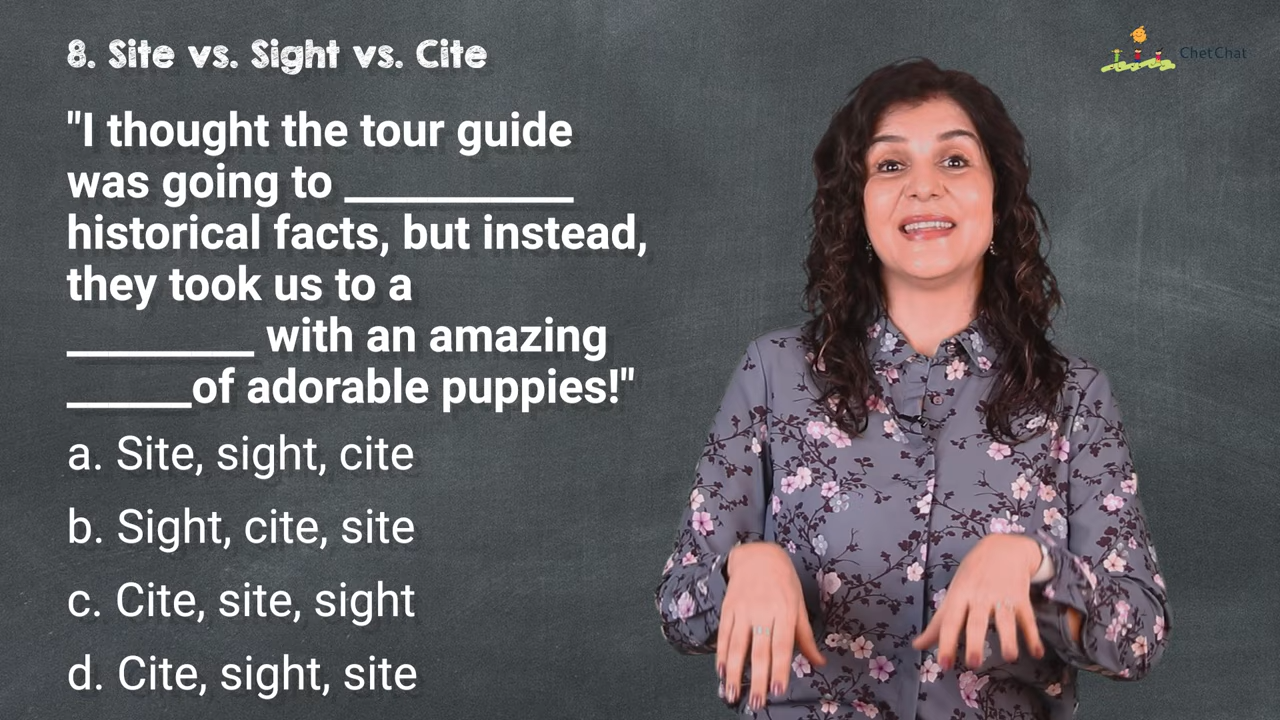 8. Site vs. Sight vs. Cite
ChetChat
"I thought the tour guide
was going to __________
historical facts, but instead,
they took us to a
________ with an amazing
_____of adorable puppies!"
a. Site, sight, cite
b. Sight, cite, site
c. Cite, site, sight
d. Cite, sight, site